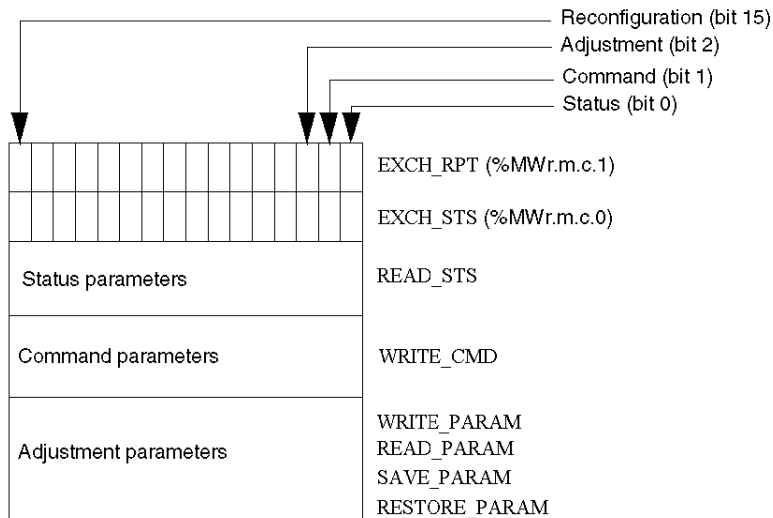 Reconfiguration (bit 15)
Adjustment (bit 2)
Command (bit 1)
Status (bit 0)
EXCH_RPT (%MWr.m.c.1)
EXCH_STS (%MWr.m.c.0)
Status parameters READ_STS
Command parameters WRITE_CMD
WRITE_PARAM
Adjustment parameters READ_PARAM
SAVE_PARAM
RESTORE_PARAM